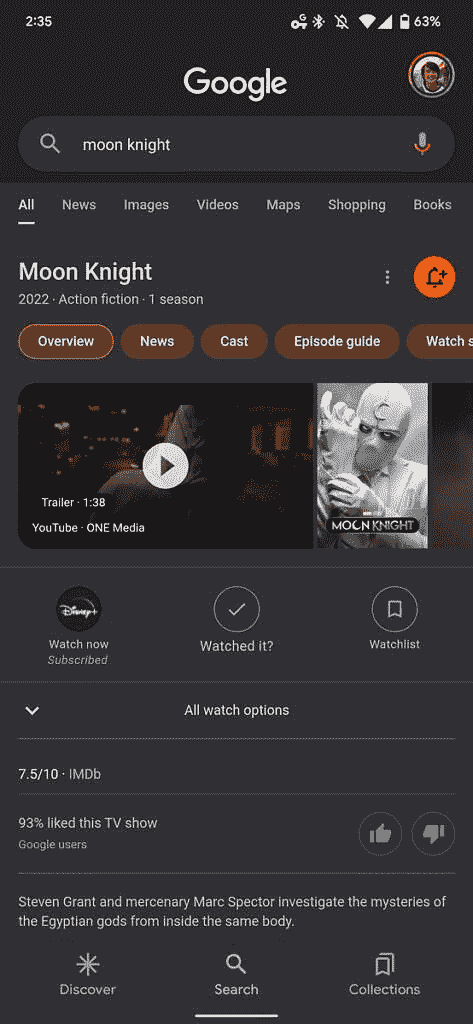 2:35
G
63%
Google
moon knight
All News Images Videos Maps Shopping Books
Moon Knight
2022 · Action fiction · 1 season
Overview News Cast Episode guide Watch s
Trailer · 1:38
YouTube · ONE Media
MOON KNIGHT
Disney+
Watch now
Subscribed
Watched it?
Watchlist
All watch options
7.5/10 · IMDb
93% liked this TV show
Google users
Steven Grant and mercenary Marc Spector investigate the mysteries of
the Egyptian gods from inside the same body.
Discover Search Collections